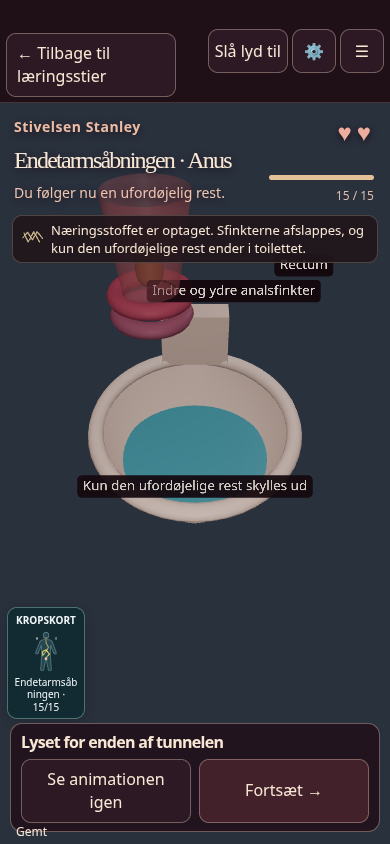 ← Tilbage til
læringsstier
Slå lyd til
Stivelsen Stanley
Endetarmsåbningen · Anus
Du følger nu en ufordøjelig rest.
15 / 15
Næringsstoffet er optaget. Sfinkterne afslappes, og
kun den ufordøjelige rest ender i toilettet.
Rectum
Indre og ydre analsfinkter
Kun den ufordøjelige rest skylles ud
KROPSKORT
Endetarmsåb
ningen ·
15/15
Lyset for enden af tunnelen
Se animationen
igen
Fortsæt →
Gemt